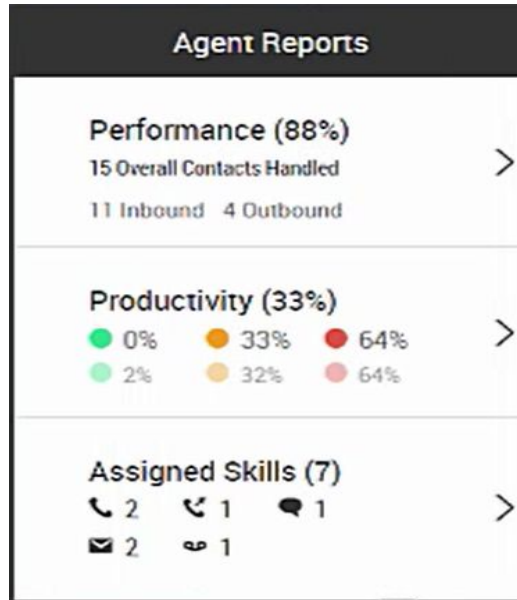 Agent Reports
Performance (88%)
15 Overall Contacts Handled
11 Inbound 4 Outbound
Productivity (33%)
0% 33% 64%
2% 32% 64%
Assigned Skills (7)
2 1 1
2 1